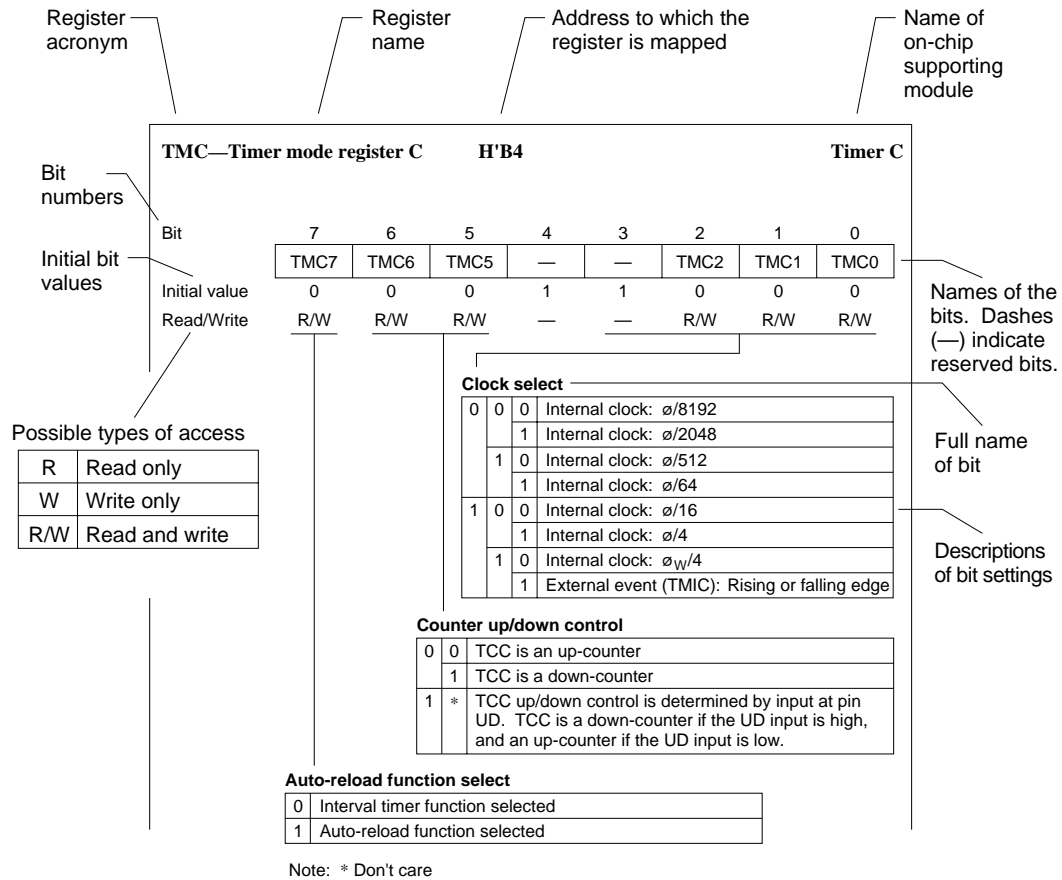 Register acronym
Register name
Address to which the register is mapped
Name of on-chip supporting module
TMC—Timer mode register C H'B4 Timer C
Bit numbers
Bit 7 6 5 4 3 2 1 0
Initial bit values
TMC7 TMC6 TMC5 — — TMC2 TMC1 TMC0
Initial value 0 0 0 1 1 0 0 0
Read/Write R/W R/W R/W — — R/W R/W R/W
Names of the bits. Dashes (—) indicate reserved bits.
Clock select
0 0 0 Internal clock: ø/8192
1 Internal clock: ø/2048
1 0 Internal clock: ø/512
1 Internal clock: ø/64
1 0 0 Internal clock: ø/16
1 Internal clock: ø/4
1 0 Internal clock: øW/4
1 External event (TMIC): Rising or falling edge
Full name of bit
Descriptions of bit settings
Possible types of access
R Read only
W Write only
R/W Read and write
Counter up/down control
0 0 TCC is an up-counter
1 TCC is a down-counter
1 * TCC up/down control is determined by input at pin
UD. TCC is a down-counter if the UD input is high,
and an up-counter if the UD input is low.
Auto-reload function select
0 Interval timer function selected
1 Auto-reload function selected
Note: * Don't care